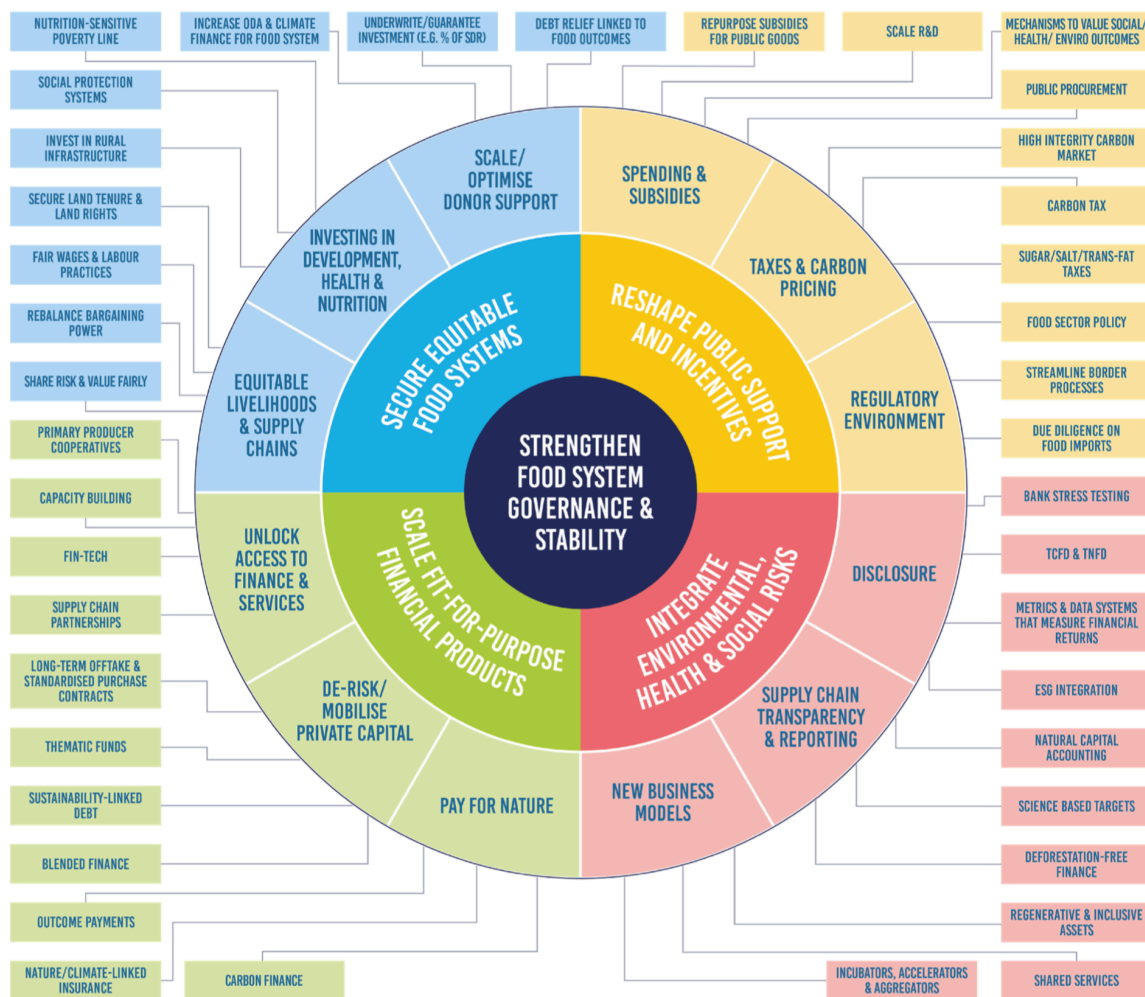 NUTRITION-SENSITIVE
POVERTY LINE
INCREASE ODA & CLIMATE
FINANCE FOR FOOD SYSTEM
UNDERWRITE/GUARANTEE
INVESTMENT (E.G. % OF SDR)
DEBT RELIEF LINKED TO
FOOD OUTCOMES
REPURPOSE SUBSIDIES
FOR PUBLIC GOODS
SCALE R&D
MECHANISMS TO VALUE SOCIAL/
HEALTH/ ENVIRO OUTCOMES
SOCIAL PROTECTION
SYSTEMS
INVEST IN RURAL
INFRASTRUCTURE
SECURE LAND TENURE &
LAND RIGHTS
FAIR WAGES & LABOUR
PRACTICES
REBALANCE BARGAINING
POWER
SHARE RISK & VALUE FAIRLY
PRIMARY PRODUCER
COOPERATIVES
CAPACITY BUILDING
FIN-TECH
SUPPLY CHAIN
PARTNERSHIPS
LONG-TERM OFFTAKE &
STANDARDISED PURCHASE
CONTRACTS
THEMATIC FUNDS
SUSTAINABILITY-LINKED
DEBT
BLENDED FINANCE
OUTCOME PAYMENTS
NATURE/CLIMATE-LINKED
INSURANCE
CARBON FINANCE
SCALE/
OPTIMISE
DONOR SUPPORT
SPENDING &
SUBSIDIES
INVESTING IN
DEVELOPMENT,
HEALTH &
NUTRITION
TAXES & CARBON
PRICING
EQUITABLE
LIVELIHOODS
& SUPPLY
CHAINS
REGULATORY
ENVIRONMENT
SECURE EQUITABLE
FOOD SYSTEMS
RESHAPE PUBLIC SUPPORT
AND INCENTIVES
STRENGTHEN
FOOD SYSTEM
GOVERNANCE &
STABILITY
SCALE FIT-FOR-PURPOSE
FINANCIAL PRODUCTS
INTEGRATE
ENVIRONMENTAL,
HEALTH & SOCIAL RISKS
UNLOCK
ACCESS TO
FINANCE &
SERVICES
DISCLOSURE
DE-RISK/
MOBILISE
PRIVATE CAPITAL
SUPPLY CHAIN
TRANSPARENCY
& REPORTING
PAY FOR NATURE
NEW BUSINESS
MODELS
PUBLIC PROCUREMENT
HIGH INTEGRITY CARBON
MARKET
CARBON TAX
SUGAR/SALT/TRANS-FAT
TAXES
FOOD SECTOR POLICY
STREAMLINE BORDER
PROCESSES
DUE DILIGENCE ON
FOOD IMPORTS
BANK STRESS TESTING
TCFD & TNFD
METRICS & DATA SYSTEMS
THAT MEASURE FINANCIAL
RETURNS
ESG INTEGRATION
NATURAL CAPITAL
ACCOUNTING
SCIENCE BASED TARGETS
DEFORESTATION-FREE
FINANCE
REGENERATIVE & INCLUSIVE
ASSETS
INCUBATORS, ACCELERATORS
& AGGREGATORS
SHARED SERVICES